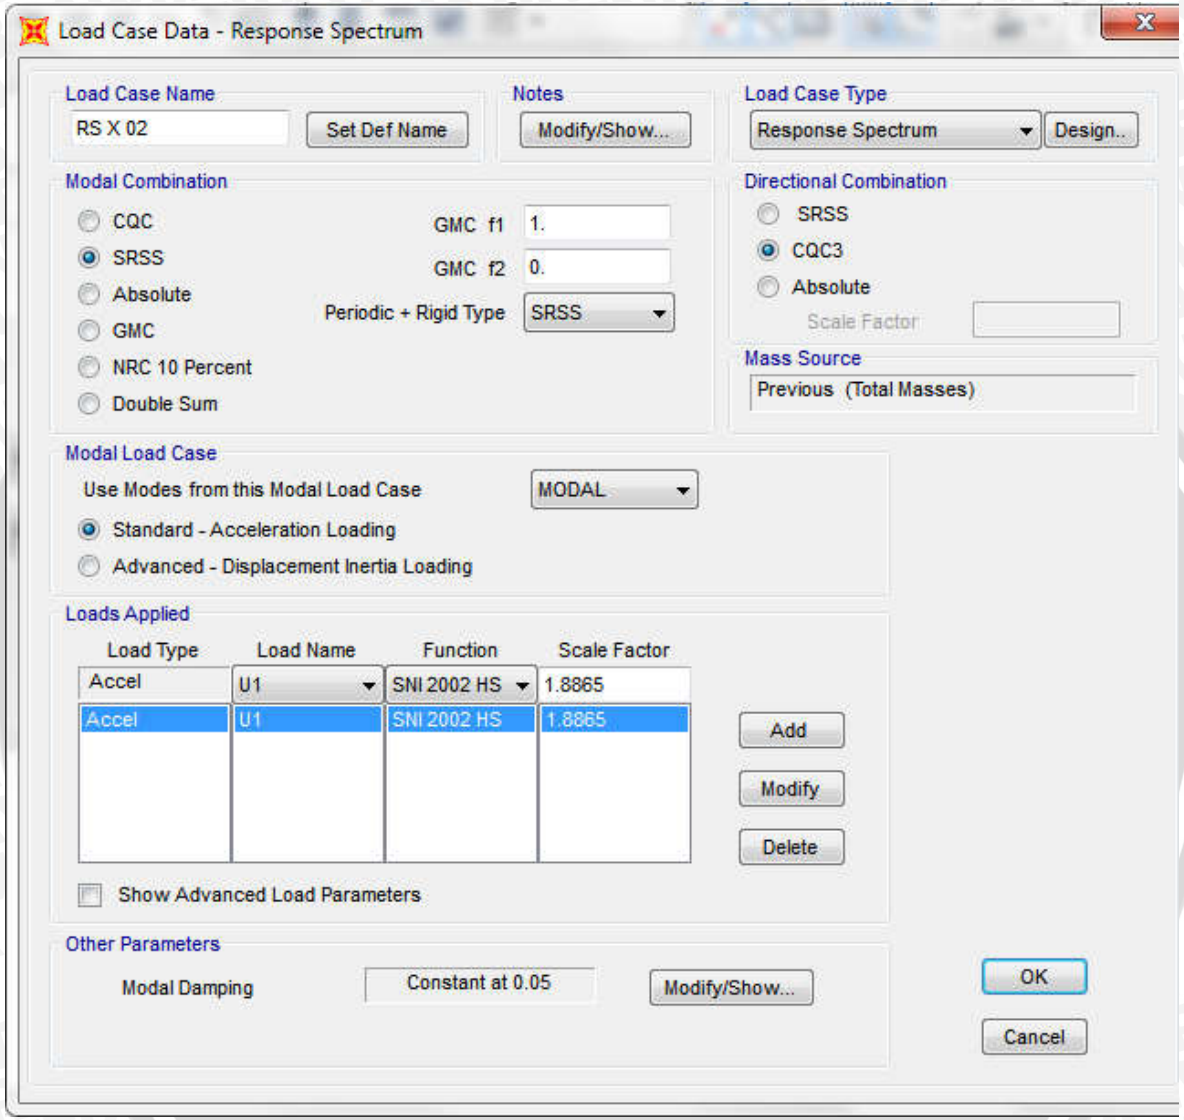 Load Case Data - Response Spectrum
Load Case Name
RS X 02
Set Def Name
Notes
Modify/Show...
Load Case Type
Response Spectrum
Design..
Modal Combination
CQC
SRSS
Absolute
GMC
NRC 10 Percent
Double Sum
GMC f1 1.
GMC f2 0.
Periodic + Rigid Type SRSS
Directional Combination
SRSS
CQC3
Absolute
Scale Factor
Mass Source
Previous (Total Masses)
Modal Load Case
Use Modes from this Modal Load Case MODAL
Standard - Acceleration Loading
Advanced - Displacement Inertia Loading
Loads Applied
Load Type Load Name Function Scale Factor
Accel U1 SNI 2002 HS 1.8865
Accel U1 SNI 2002 HS 1.8865
Add
Modify
Delete
Show Advanced Load Parameters
Other Parameters
Modal Damping Constant at 0.05 Modify/Show...
OK
Cancel